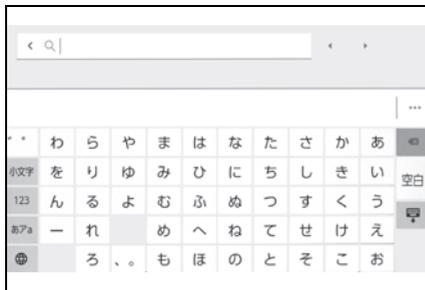 ゛゜ わ ら や ま は な た さ か あ
小文字 を り ゆ み ひ に ち し き い 空白
123 ん る よ む ふ ぬ つ す く う
あアa ー れ め へ ね て せ け え
ろ 、。 も ほ の と そ こ お